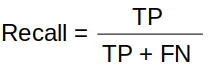 Recall = TP
TP + FN